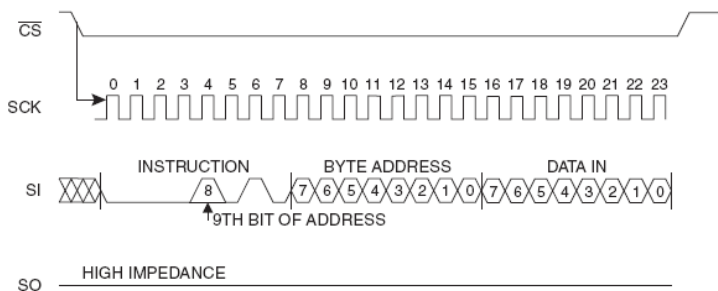 CS
0 1 2 3 4 5 6 7 8 9 10 11 12 13 14 15 16 17 18 19 20 21 22 23
SCK
INSTRUCTION BYTE ADDRESS DATA IN
SI 8 7 6 5 4 3 2 1 0 7 6 5 4 3 2 1 0
9TH BIT OF ADDRESS
HIGH IMPEDANCE
SO